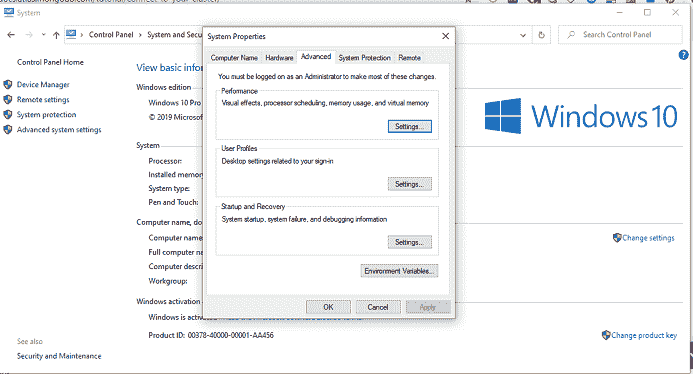 System
Control Panel > System and Secu
Search Control Panel
Control Panel Home
Device Manager
Remote settings
System protection
Advanced system settings
See also
Security and Maintenance
View basic infor
Windows edition
Windows 10 Pro
© 2019 Microsof
System
Processor:
Installed memory
System type:
Pen and Touch:
Computer name, do
Computer name
Full computer na
Computer descri
Workgroup:
Windows activation
Windows is activat
Product ID: 00378-40000-00001-AA456
System Properties
Computer Name
Hardware
Advanced
System Protection
Remote
You must be logged on as an Administrator to make most of these changes.
Performance
Visual effects, processor scheduling, memory usage, and virtual memory
Settings...
User Profiles
Desktop settings related to your sign-in
Settings...
Startup and Recovery
System startup, system failure, and debugging information
Settings...
Environment Variables...
OK
Cancel
Apply
Windows 10
Change settings
Change product key